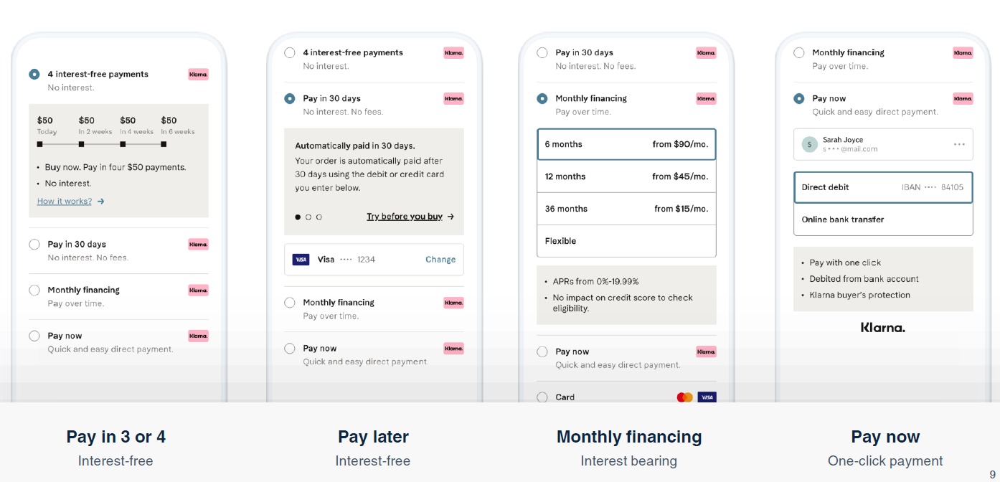 4 interest-free payments
Klarna.
No interest.
$50 $50 $50 $50
Today In 2 weeks In 4 weeks In 6 weeks
• Buy now. Pay in four $50 payments.
• No interest.
How it works? →
Pay in 30 days
Klarna.
No interest. No fees.
Monthly financing
Klarna.
Pay over time.
Pay now
Klarna.
Quick and easy direct payment.
Pay in 3 or 4
Interest-free
4 interest-free payments
Klarna.
No interest.
Pay in 30 days
Klarna.
No interest. No fees.
Automatically paid in 30 days.
Your order is automatically paid after
30 days using the debit or credit card
you enter below.
Try before you buy →
VISA Visa ···· 1234 Change
Monthly financing
Klarna.
Pay over time.
Pay now
Klarna.
Quick and easy direct payment.
Pay later
Interest-free
Pay in 30 days
Klarna.
No interest. No fees.
Monthly financing
Klarna.
Pay over time.
6 months from $90/mo.
12 months from $45/mo.
36 months from $15/mo.
Flexible
• APRs from 0%-19.99%
• No impact on credit score to check
eligibility.
Pay now
Klarna.
Quick and easy direct payment.
Card VISA
Monthly financing
Interest bearing
Monthly financing
Klarna.
Pay over time.
Pay now
Klarna.
Quick and easy direct payment.
S Sarah Joyce
s•••@mail.com
Direct debit IBAN ···· 84105
Online bank transfer
• Pay with one click
• Debited from bank account
• Klarna buyer's protection
Klarna.
Pay now
One-click payment
9